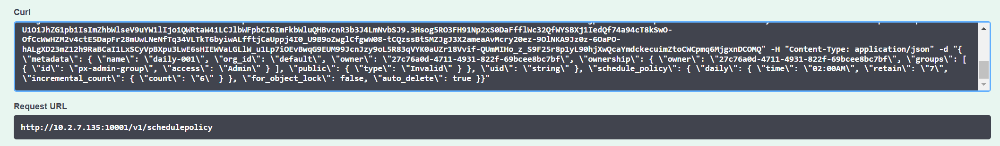 Curl
UiOiJhZG1pbiIsImZhbWlseV9uYW1lIjoiQWRtaW4iLCJlbWFpbCI6ImFkbWluQHBvcnR3b3J4LmNvbSJ9.3Hsog5RO3FH91Np2xS0DaFfflWc32QfWYSBXj1IedQf74a94cT8kSwO-
OfCcWwHZM2v4ctE5DapFr28mUwLNeNfTq34VLTkT6byiwALfftjCaUppj4I0_U9B9oZwglCfgwW08-tCQzssBtSMZJgJ3X2ameaAvMcry20ez-9OlNKA9Jz0z-6OaPO-
hALgXD23mZ12h9RaBCaI1LxSCyVpBXpu3LwE6sHIEWVaLGLlW_u1Lp7iOEvBwqG9EUM99JcnJzy9oL5R83qVYK0aUZr18Vvif-QUmMIHo_z_S9F25r8p1yL90hjXwQcaYmdckecuimZtoCWCpmq6MjgxnDCOMQ" -H "Content-Type: application/json" -d "{
\"metadata\": { \"name\": \"daily-001\", \"org_id\": \"default\", \"owner\": \"27c76a0d-4711-4931-822f-69bcee8bc7bf\", \"ownership\": { \"owner\": \"27c76a0d-4711-4931-822f-69bcee8bc7bf\", \"groups\": [
{ \"id\": \"px-admin-group\", \"access\": \"Admin\" } ], \"public\": { \"type\": \"Invalid\" } }, \"uid\": \"string\" }, \"schedule_policy\": { \"daily\": { \"time\": \"02:00AM\", \"retain\": \"7\",
\"incremental_count\": { \"count\": \"6\" } }, \"for_object_lock\": false, \"auto_delete\": true }}"
Request URL
http://10.2.7.135:10001/v1/schedulepolicy